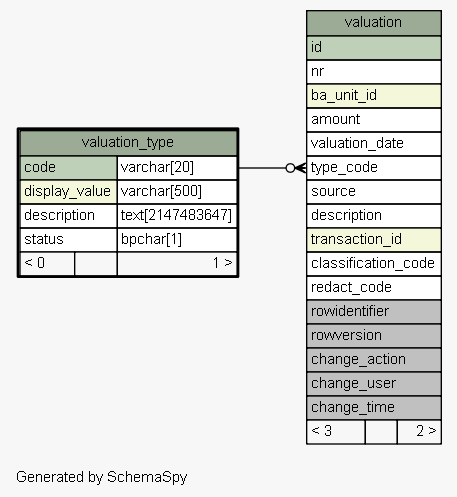 valuation_type
code varchar[20]
display_value varchar[500]
description text[2147483647]
status bpchar[1]
< 0 1 >
valuation
id
nr
ba_unit_id
amount
valuation_date
type_code
source
description
transaction_id
classification_code
redact_code
rowidentifier
rowversion
change_action
change_user
change_time
< 3 2 >
Generated by SchemaSpy